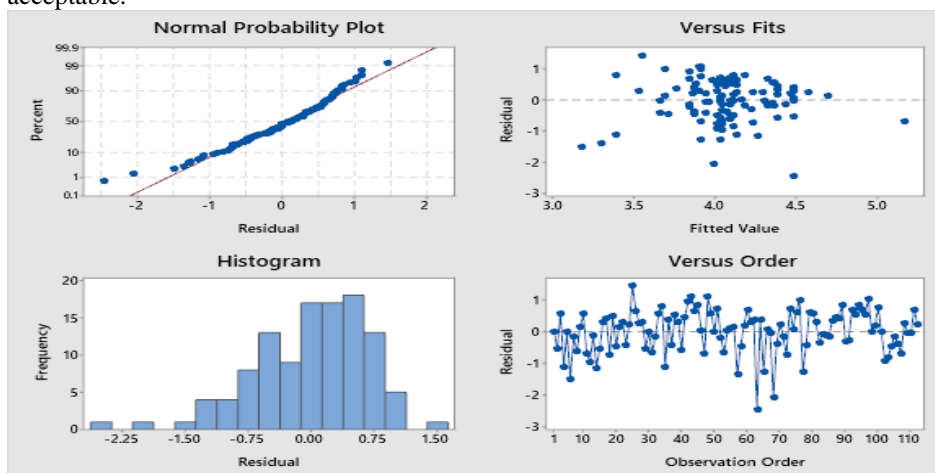 acceptable.
Normal Probability Plot
99.9
99
90
50
10
1
0.1
Percent
-2 -1 0 1 2
Residual
Versus Fits
1
0
-1
-2
-3
Residual
3.0 3.5 4.0 4.5 5.0
Fitted Value
Histogram
20
15
10
5
0
Frequency
-2.25 -1.50 -0.75 0.00 0.75 1.50
Residual
Versus Order
1
0
-1
-2
-3
Residual
1 10 20 30 40 50 60 70 80 90 100 110
Observation Order